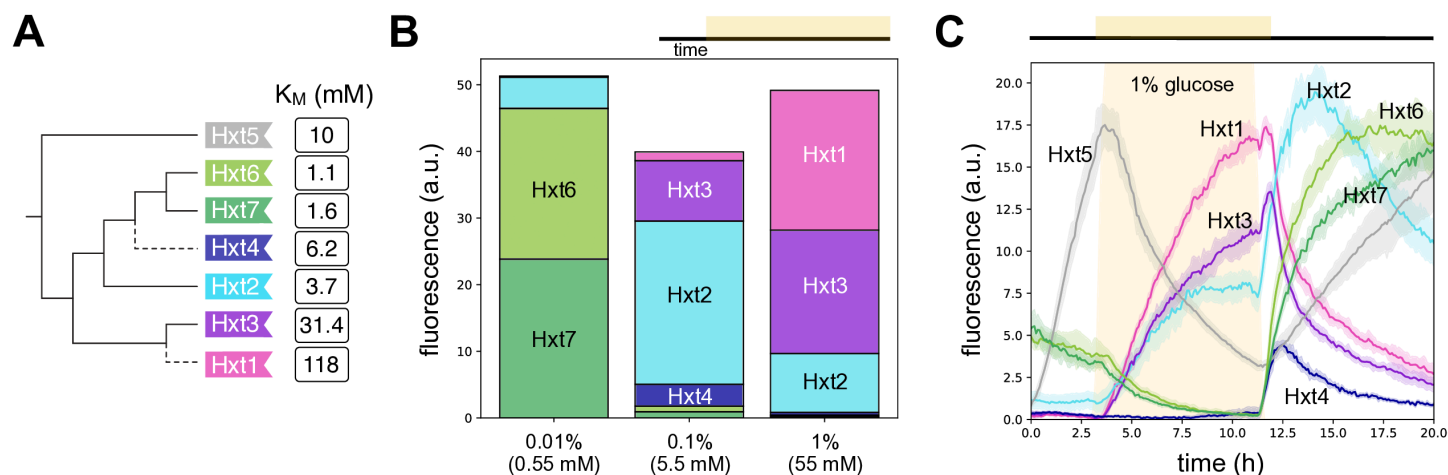 A
K_M (mM)
Hxt5 10
Hxt6 1.1
Hxt7 1.6
Hxt4 6.2
Hxt2 3.7
Hxt3 31.4
Hxt1 118
B
time
fluorescence (a.u.)
50
40
30
20
10
0
Hxt6
Hxt7
Hxt3
Hxt2
Hxt4
Hxt1
Hxt3
Hxt2
0.01% 0.1% 1%
(0.55 mM) (5.5 mM) (55 mM)
C
fluorescence (a.u.)
20.0
17.5
15.0
12.5
10.0
7.5
5.0
2.5
0.0
1% glucose
Hxt2
Hxt6
Hxt1
Hxt5
Hxt7
Hxt3
Hxt4
0.0 2.5 5.0 7.5 10.0 12.5 15.0 17.5 20.0
time (h)